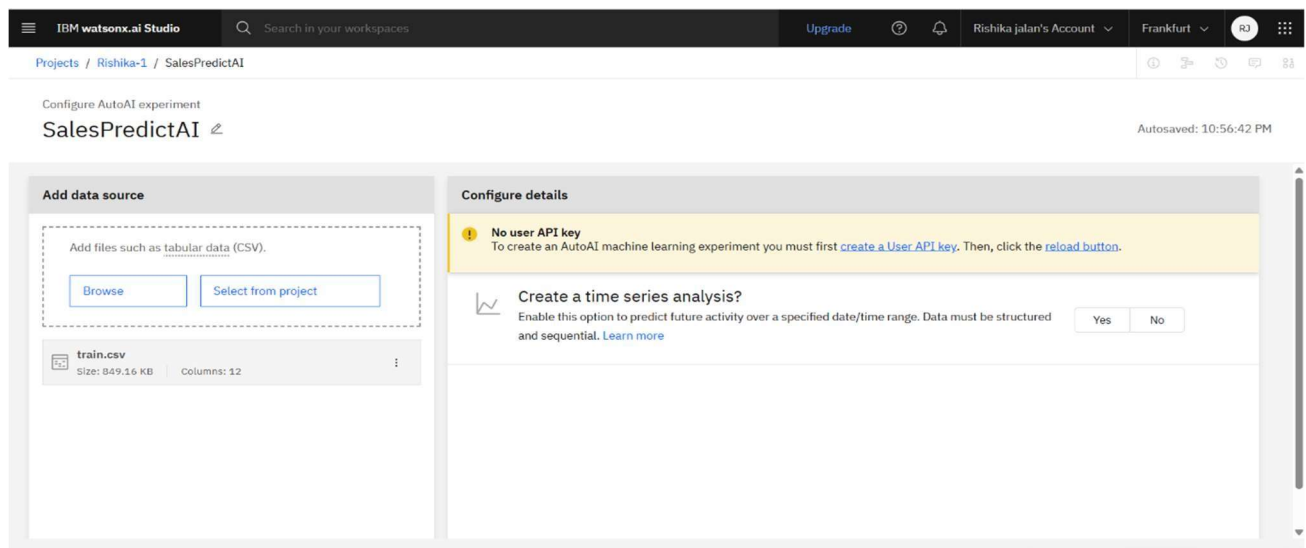 IBM watsonx.ai Studio
Search in your workspaces
Upgrade
Rishika jalan's Account
Frankfurt
RJ
Projects / Rishika-1 / SalesPredictAI
Configure AutoAI experiment
SalesPredictAI
Autosaved: 10:56:42 PM
Add data source
Add files such as tabular data (CSV).
Browse
Select from project
train.csv
Size: 849.16 KB
Columns: 12
Configure details
No user API key
To create an AutoAI machine learning experiment you must first create a User API key. Then, click the reload button.
Create a time series analysis?
Enable this option to predict future activity over a specified date/time range. Data must be structured
and sequential. Learn more
Yes
No